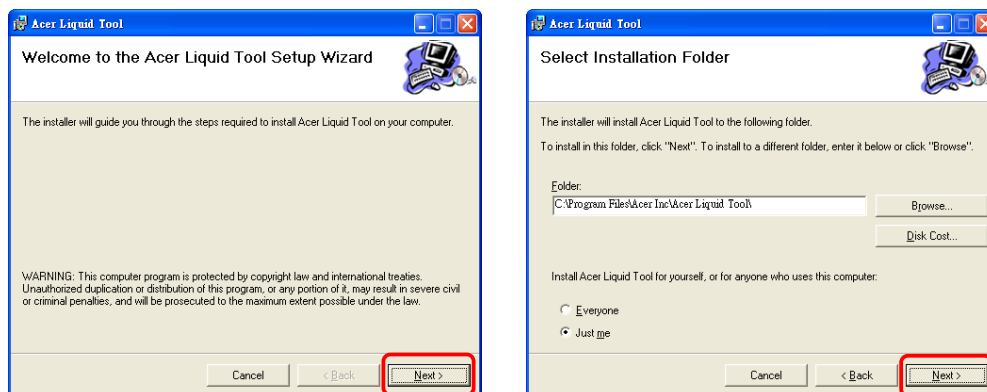 Acer Liquid Tool
Welcome to the Acer Liquid Tool Setup Wizard
The installer will guide you through the steps required to install Acer Liquid Tool on your computer.
WARNING: This computer program is protected by copyright law and international treaties.
Unauthorized duplication or distribution of this program, or any portion of it, may result in severe civil
or criminal penalties, and will be prosecuted to the maximum extent possible under the law.
Cancel
< Back
Next >
Acer Liquid Tool
Select Installation Folder
The installer will install Acer Liquid Tool to the following folder.
To install in this folder, click "Next". To install to a different folder, enter it below or click "Browse".
Folder:
C:\Program Files\Acer Inc\Acer Liquid Tool\
Browse...
Disk Cost...
Install Acer Liquid Tool for yourself, or for anyone who uses this computer:
Everyone
Just me
Cancel
< Back
Next >